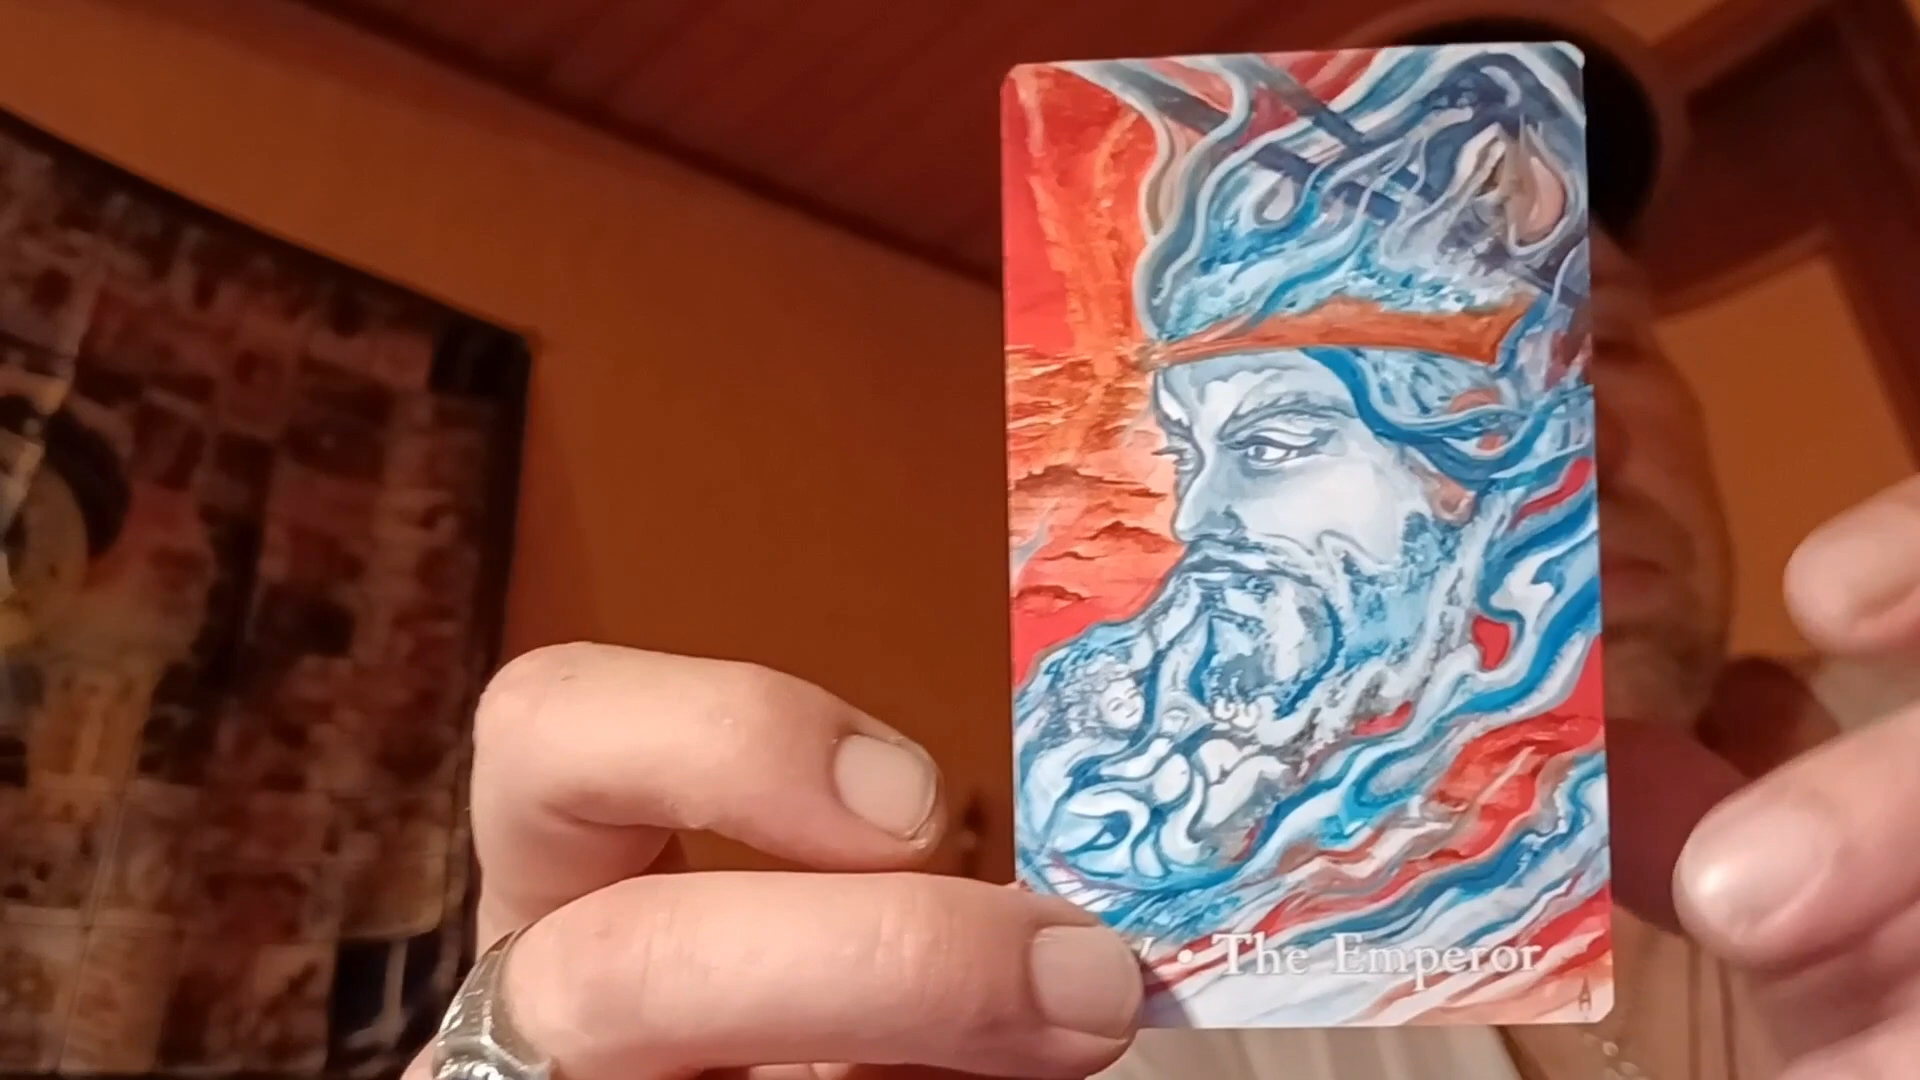 V • The Emperor
A